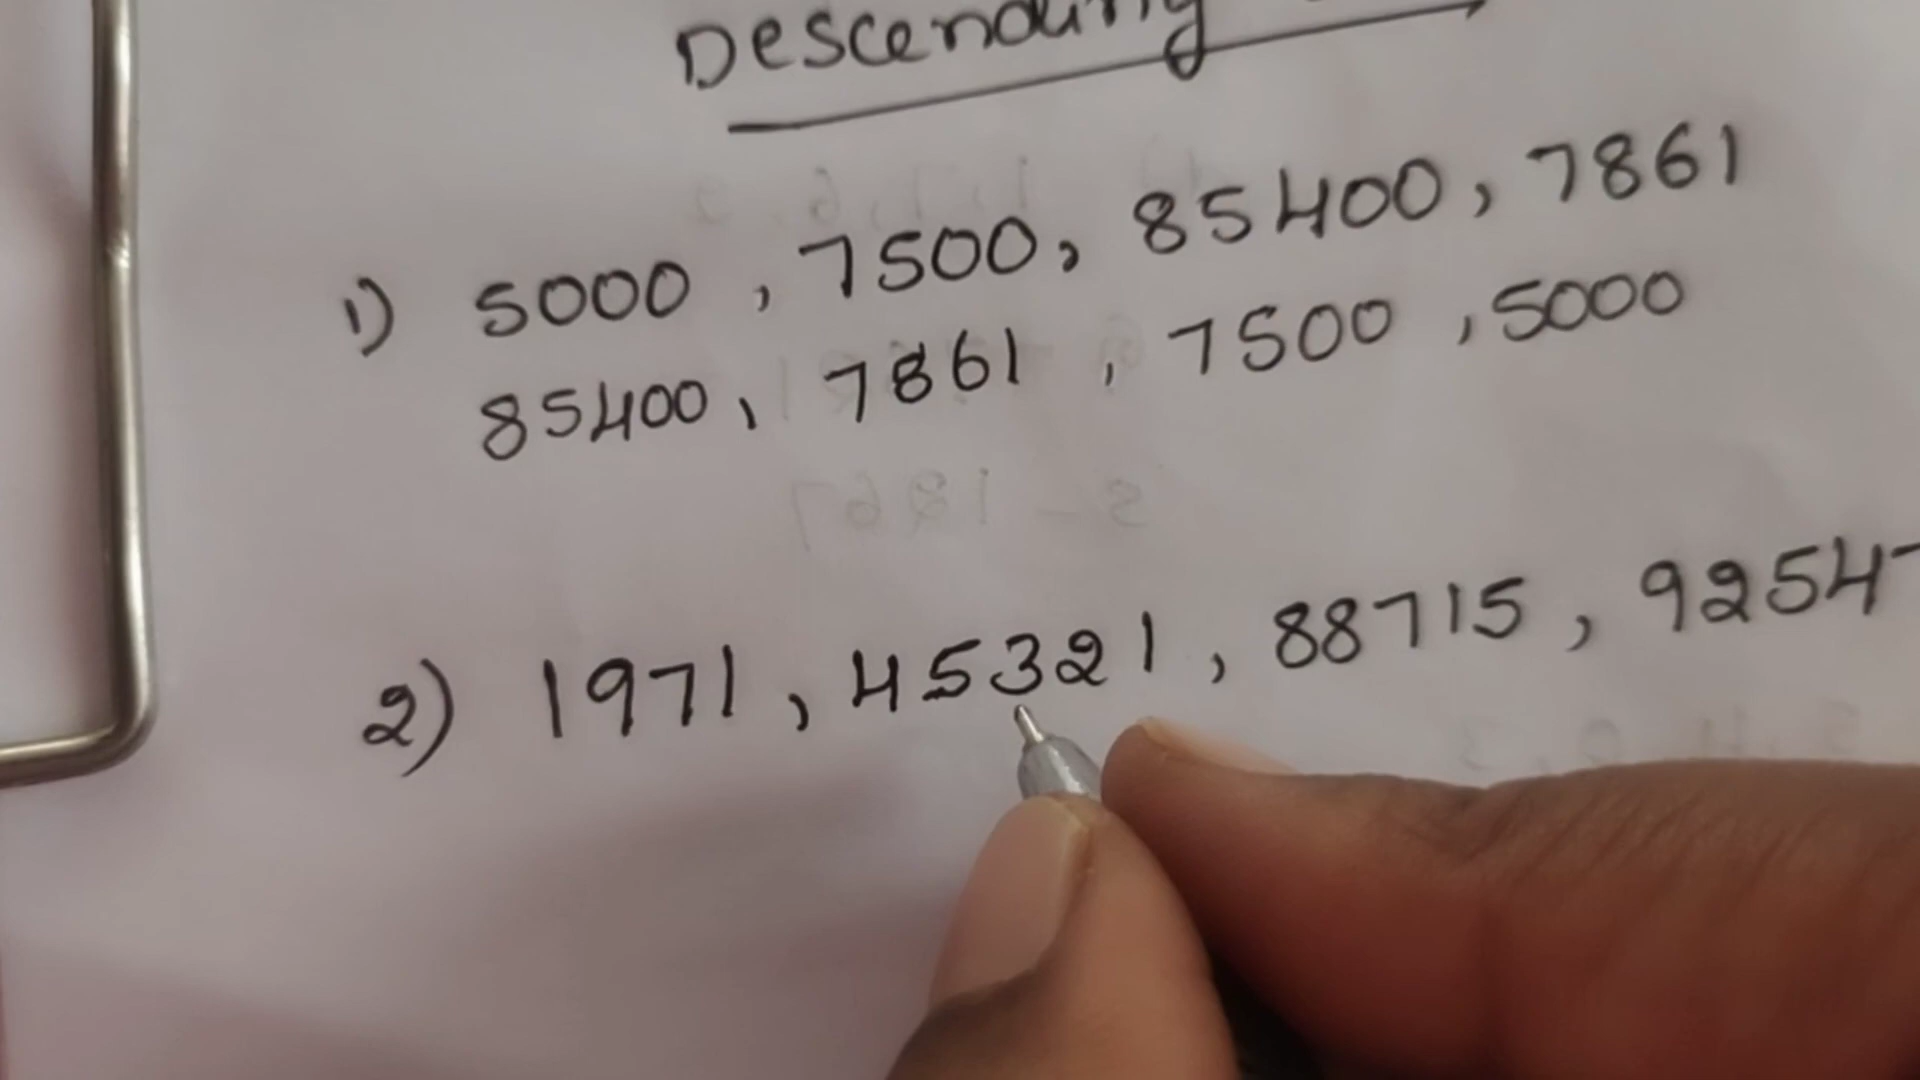 Descending
1) 5000 , 7500, 85400, 7861
85400, 7861 , 7500 , 5000
2) 1971 , 45321 , 88715 , 9254